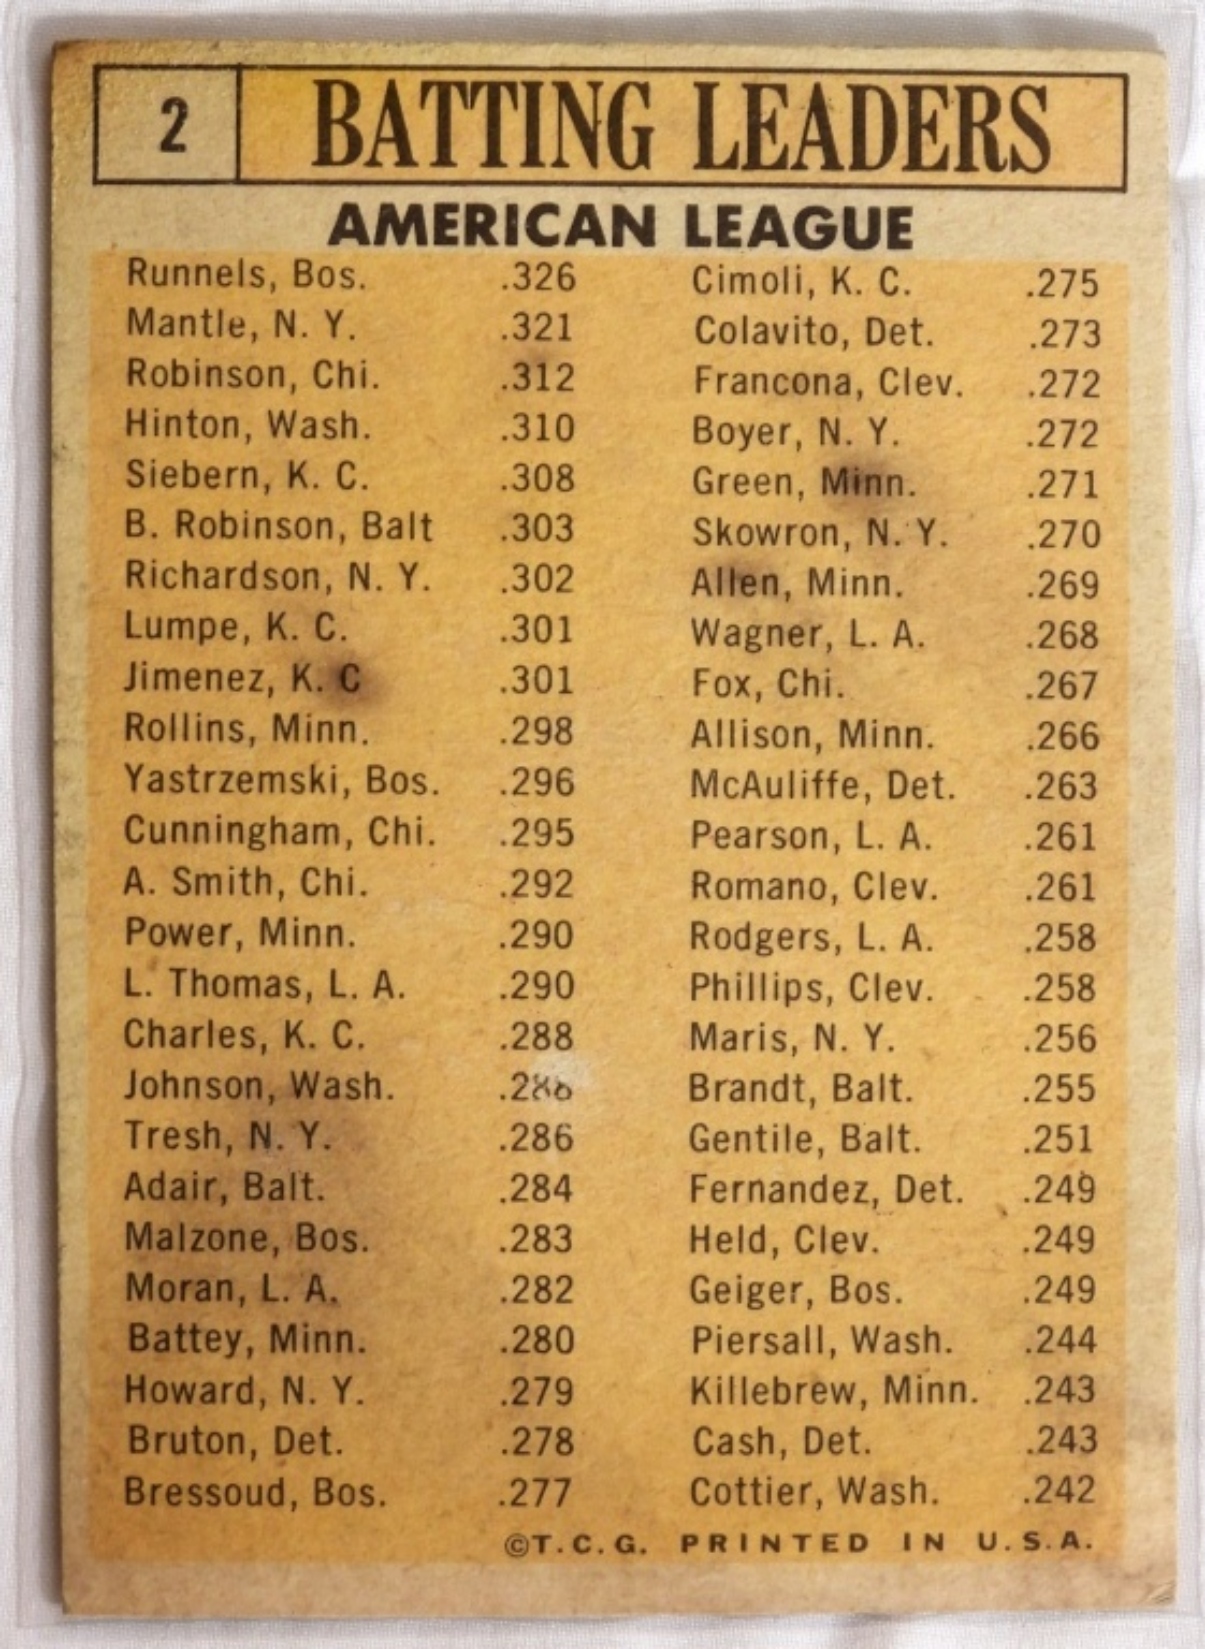 2 BATTING LEADERS
AMERICAN LEAGUE
Runnels, Bos. .326
Mantle, N. Y. .321
Robinson, Chi. .312
Hinton, Wash. .310
Siebern, K. C. .308
B. Robinson, Balt .303
Richardson, N. Y. .302
Lumpe, K. C. .301
Jimenez, K. C .301
Rollins, Minn. .298
Yastrzemski, Bos. .296
Cunningham, Chi. .295
A. Smith, Chi. .292
Power, Minn. .290
L. Thomas, L. A. .290
Charles, K. C. .288
Johnson, Wash.
Tresh, N. Y. .286
Adair, Balt. .284
Malzone, Bos. .283
Moran, L. A. .282
Battey, Minn. .280
Howard, N. Y. .279
Bruton, Det. .278
Bressoud, Bos. .277
Cimoli, K. C. .275
Colavito, Det. .273
Francona, Clev. .272
Boyer, N. Y. .272
Green, Minn. .271
Skowron, N. Y. .270
Allen, Minn. .269
Wagner, L. A. .268
Fox, Chi. .267
Allison, Minn. .266
McAuliffe, Det. .263
Pearson, L. A. .261
Romano, Clev. .261
Rodgers, L. A. .258
Phillips, Clev. .258
Maris, N. Y. .256
Brandt, Balt. .255
Gentile, Balt. .251
Fernandez, Det. .249
Held, Clev. .249
Geiger, Bos. .249
Piersall, Wash. .244
Killebrew, Minn. .243
Cash, Det. .243
Cottier, Wash. .242
©T.C.G. PRINTED IN U.S.A.